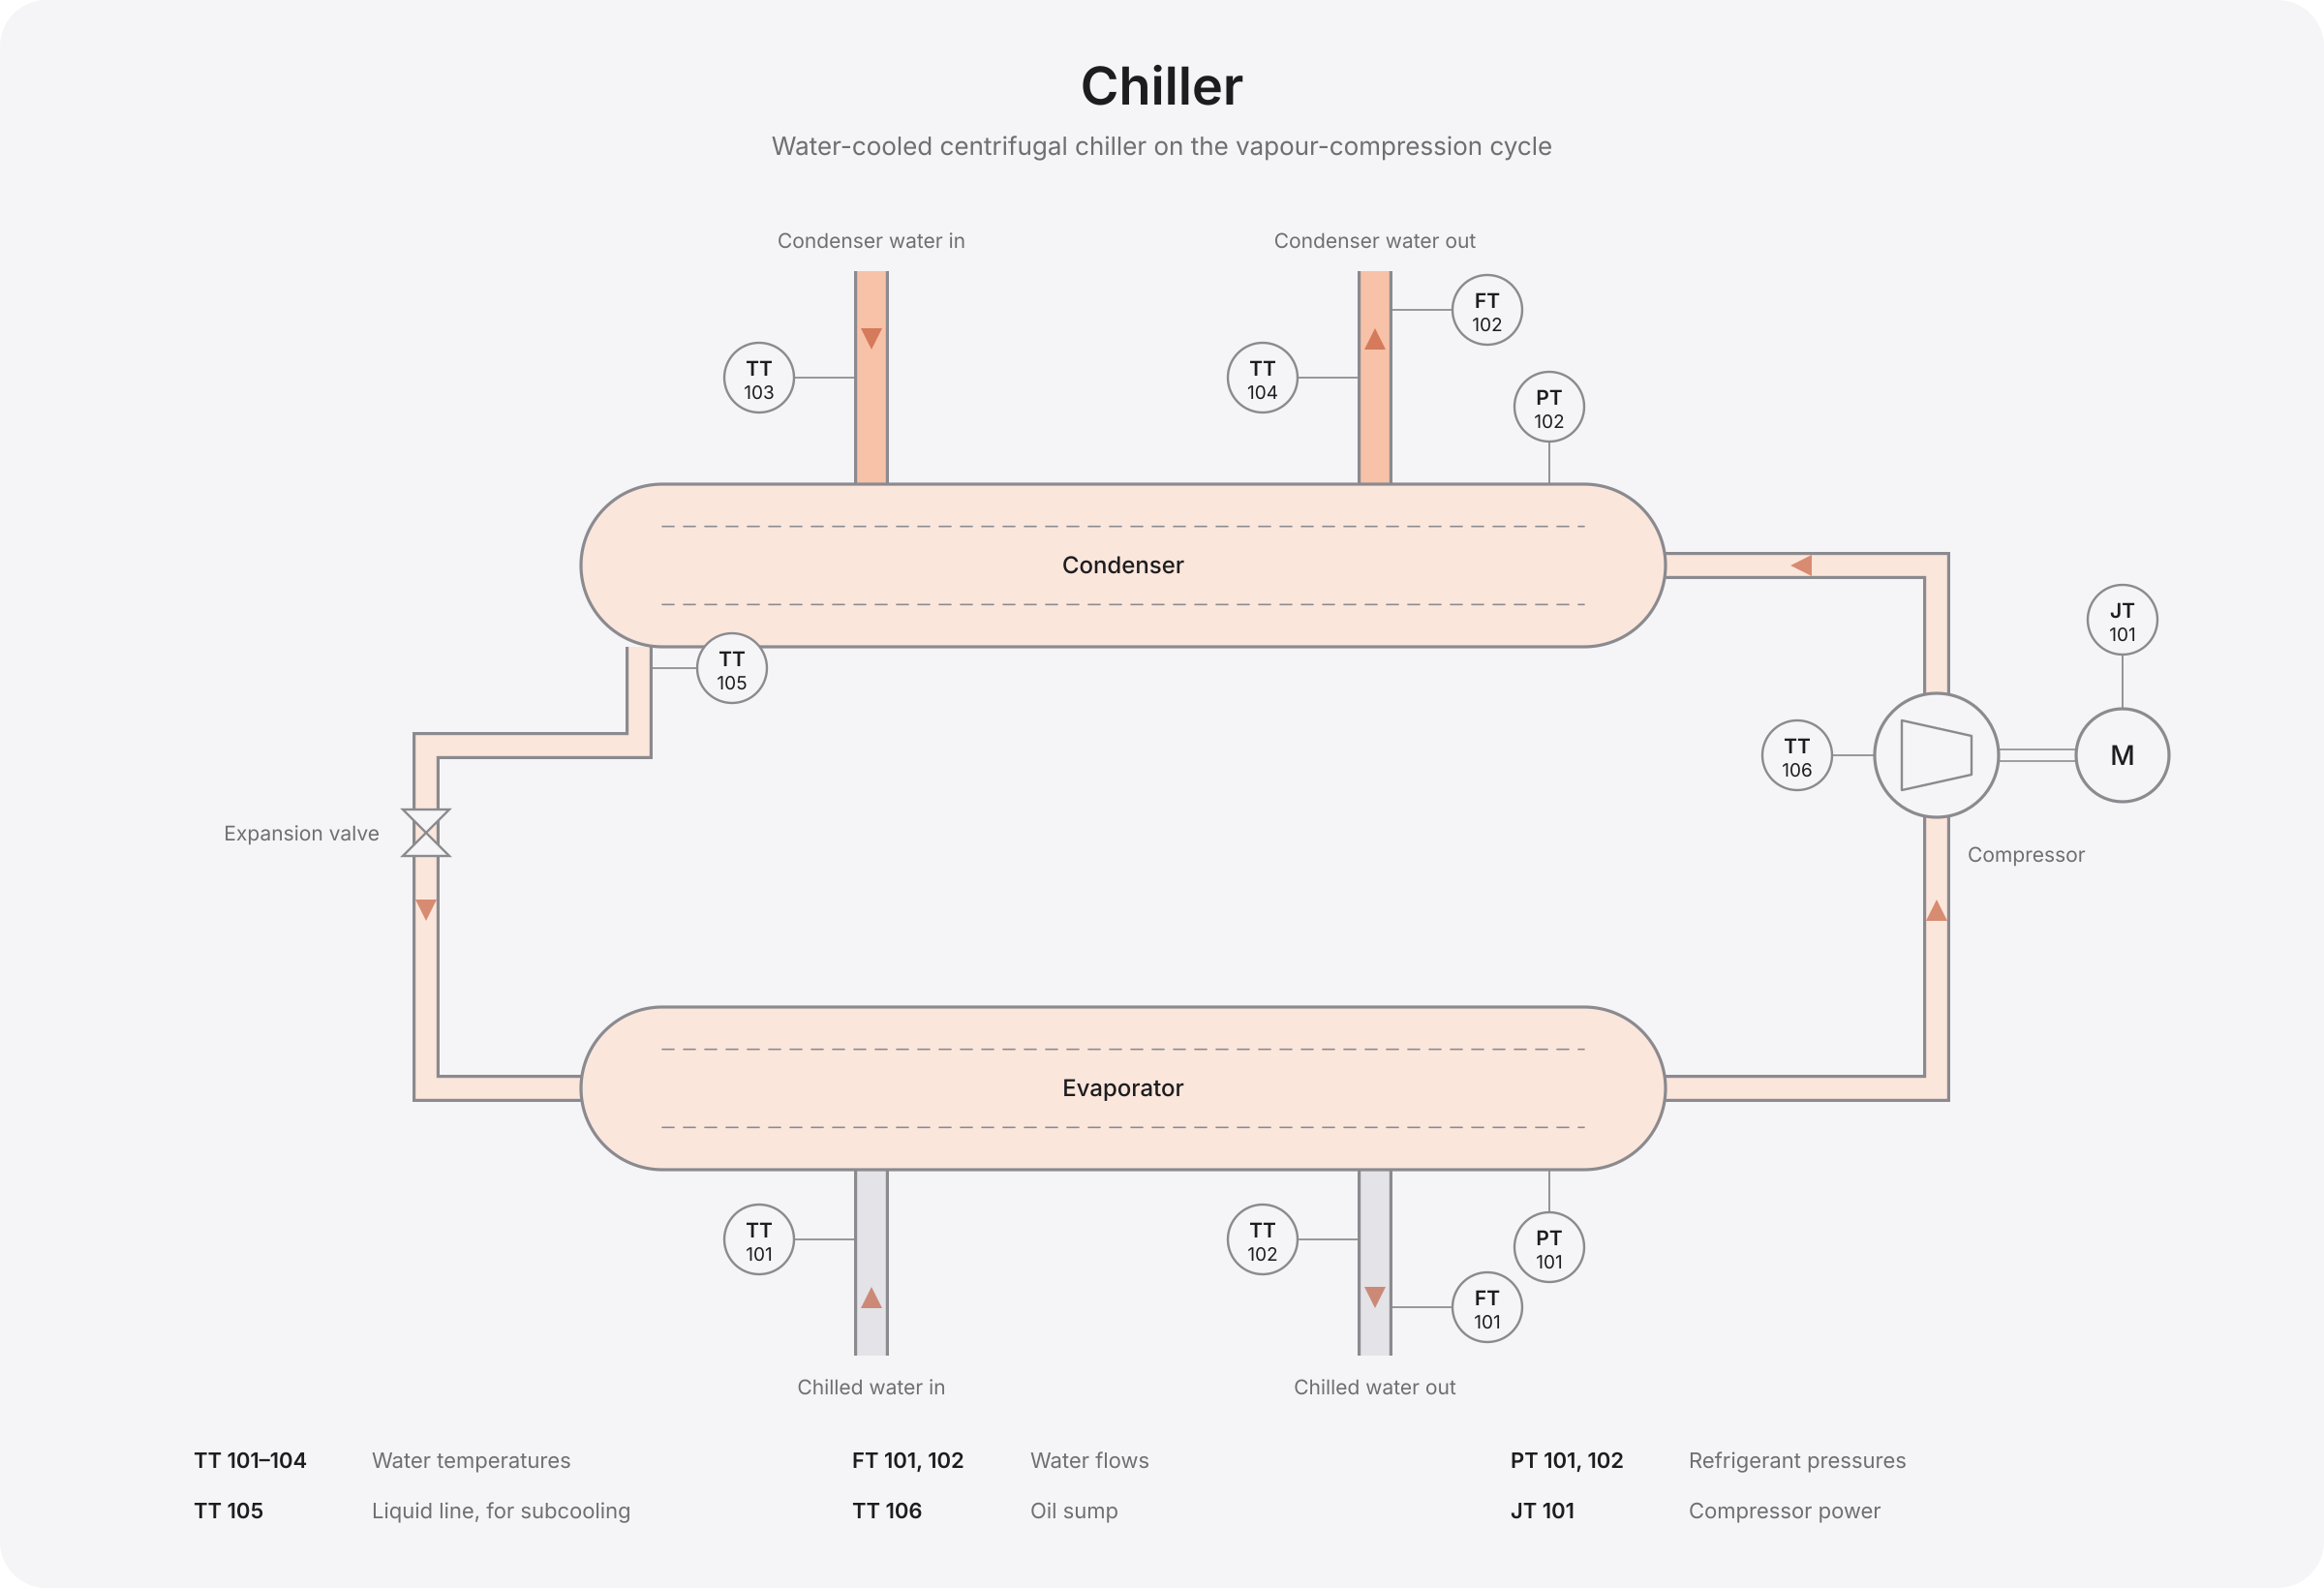 Chiller
Water-cooled centrifugal chiller on the vapour-compression cycle
Condenser water in
Condenser water out
FT
102
TT
103
TT
104
PT
102
Condenser
JT
101
TT
105
TT
106
M
Expansion valve
Compressor
Evaporator
TT
101
TT
102
PT
101
FT
101
Chilled water in
Chilled water out
TT 101–104 Water temperatures
FT 101, 102 Water flows
PT 101, 102 Refrigerant pressures
TT 105 Liquid line, for subcooling
TT 106 Oil sump
JT 101 Compressor power